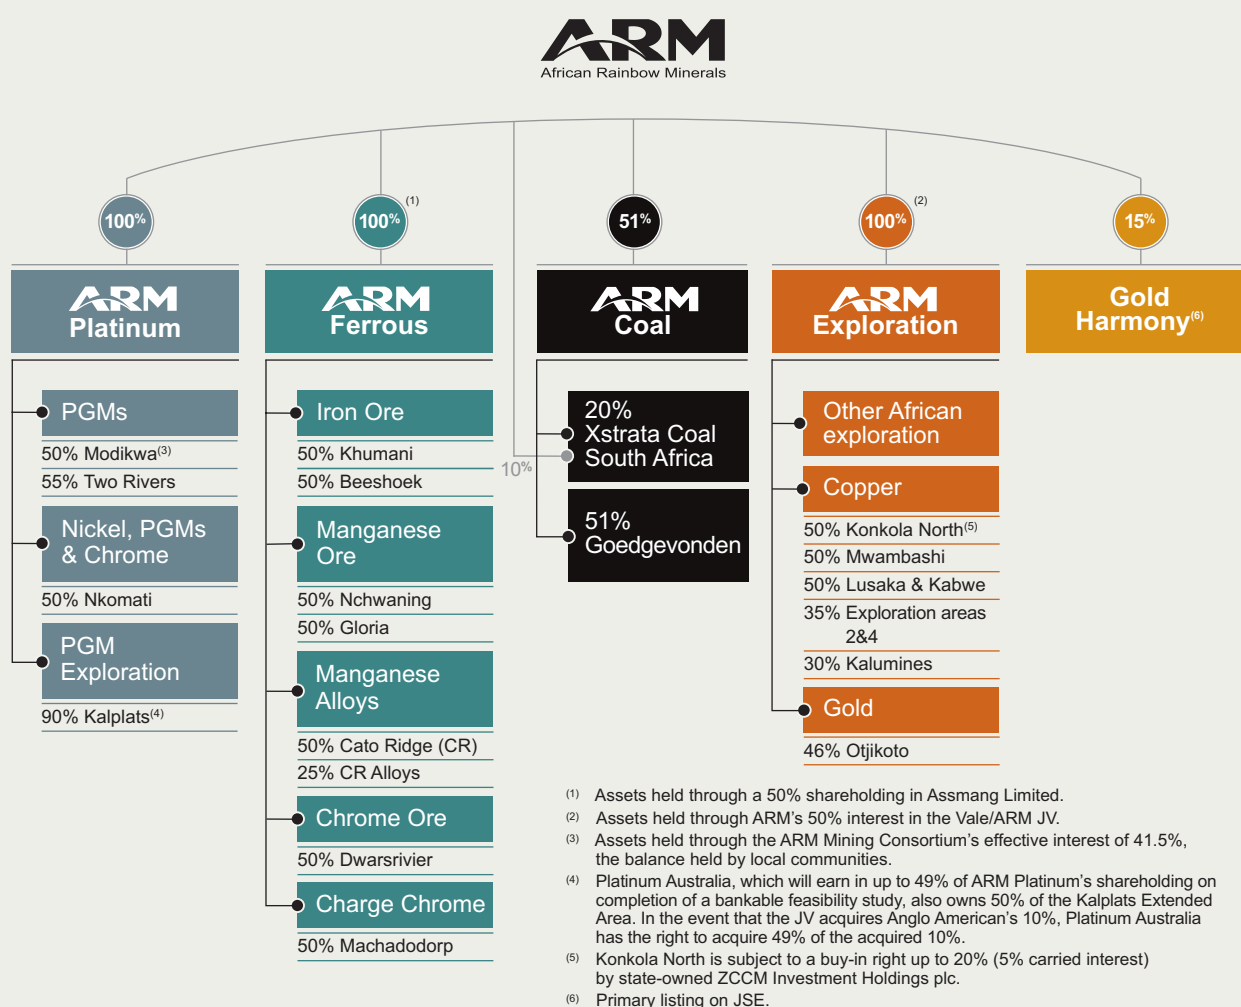 ARM
African Rainbow Minerals
100%
100% (1)
51%
100% (2)
15%
ARM
Platinum
PGMs
50% Modikwa(3)
55% Two Rivers
Nickel, PGMs
& Chrome
50% Nkomati
PGM
Exploration
90% Kalplats(4)
ARM
Ferrous
Iron Ore
50% Khumani
50% Beeshoek
Manganese
Ore
50% Nchwaning
50% Gloria
Manganese
Alloys
50% Cato Ridge (CR)
25% CR Alloys
Chrome Ore
50% Dwarsrivier
Charge Chrome
50% Machadodorp
ARM
Coal
10%
20%
Xstrata Coal
South Africa
51%
Goedgevonden
ARM
Exploration
Other African
exploration
Copper
50% Konkola North(5)
50% Mwambashi
50% Lusaka & Kabwe
35% Exploration areas
2&4
30% Kalumines
Gold
46% Otjikoto
Gold
Harmony(6)
(1) Assets held through a 50% shareholding in Assmang Limited.
(2) Assets held through ARM's 50% interest in the Vale/ARM JV.
(3) Assets held through the ARM Mining Consortium's effective interest of 41.5%,
the balance held by local communities.
(4) Platinum Australia, which will earn in up to 49% of ARM Platinum's shareholding on
completion of a bankable feasibility study, also owns 50% of the Kalplats Extended
Area. In the event that the JV acquires Anglo American's 10%, Platinum Australia
has the right to acquire 49% of the acquired 10%.
(5) Konkola North is subject to a buy-in right up to 20% (5% carried interest)
by state-owned ZCCM Investment Holdings plc.
(6) Primary listing on JSE.